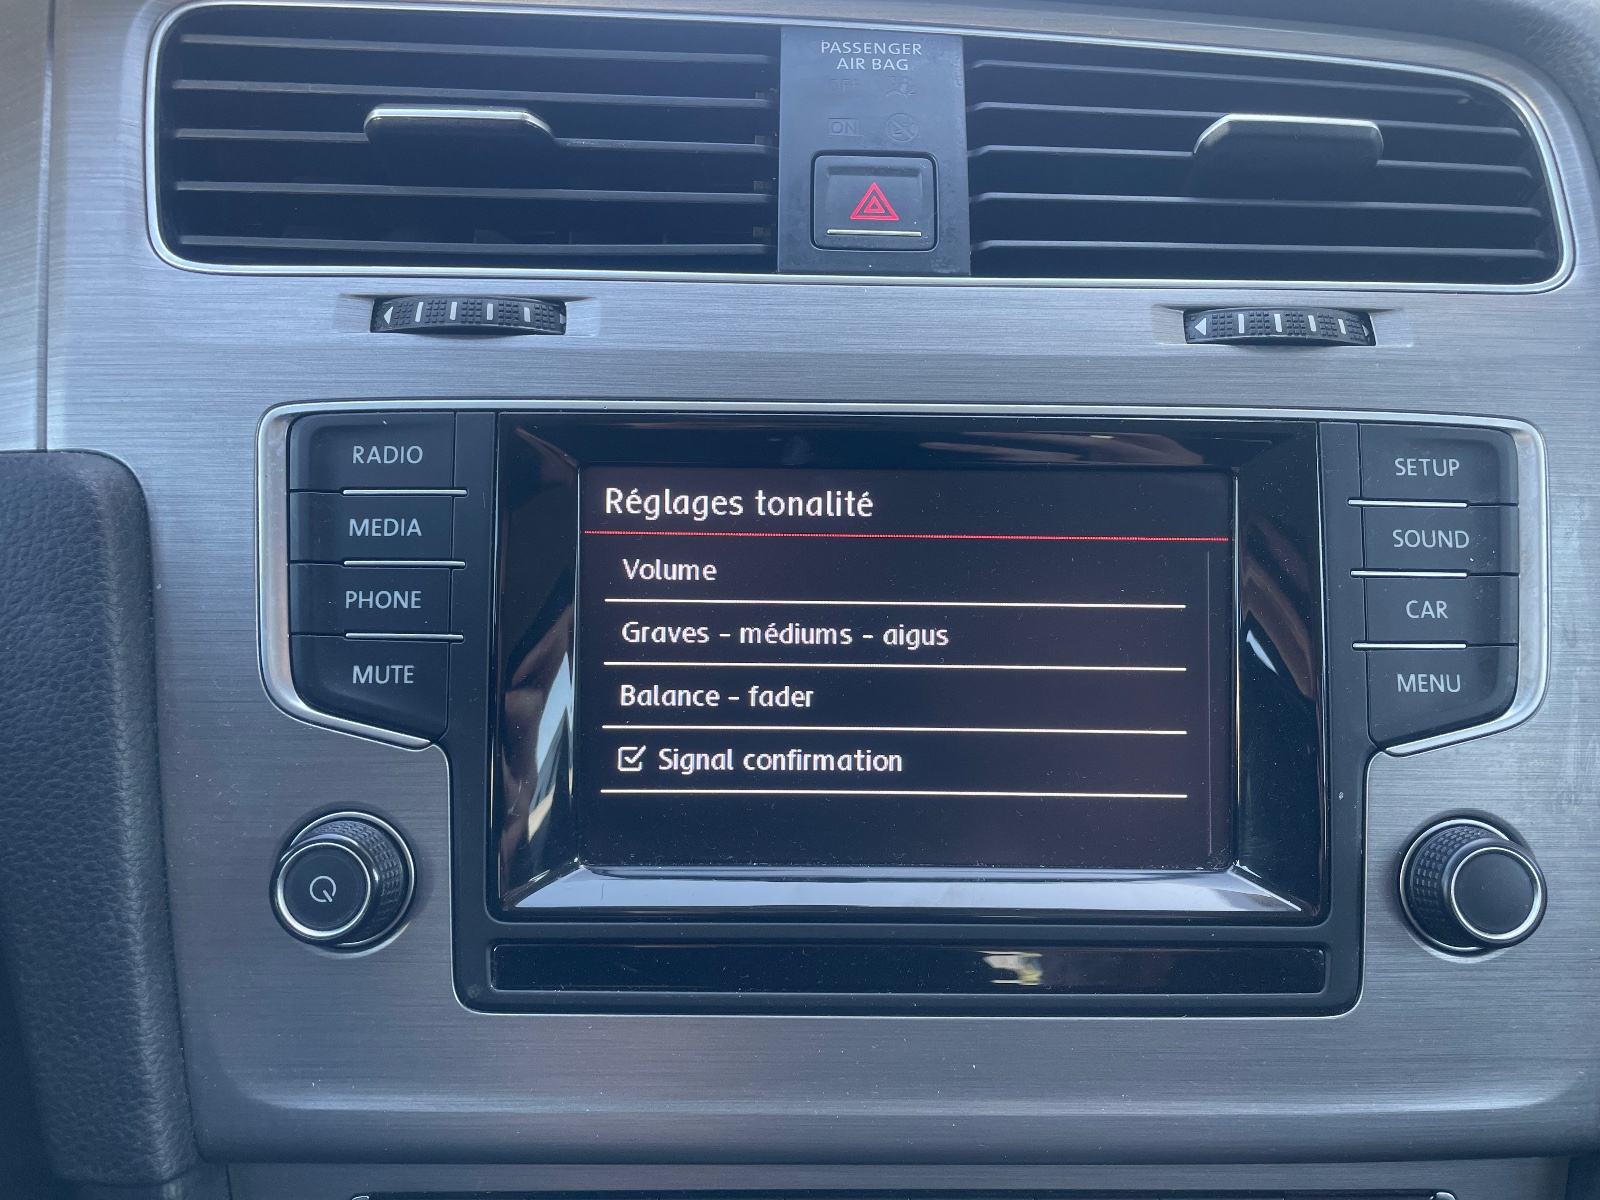 PASSENGER
AIR BAG
OFF
ON
RADIO
MEDIA
PHONE
MUTE
Réglages tonalité
Volume
Graves - médiums - aigus
Balance - fader
Signal confirmation
SETUP
SOUND
CAR
MENU